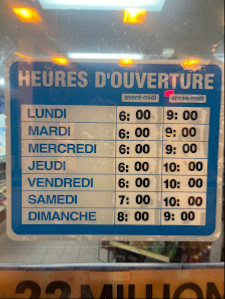 HEURES D'OUVERTURE
avant-midi après-midi
LUNDI 6:00 9:00
MARDI 6:00 9:00
MERCREDI 6:00 9:00
JEUDI 6:00 10:00
VENDREDI 6:00 10:00
SAMEDI 7:00 10:00
DIMANCHE 8:00 9:00
22 MILLION